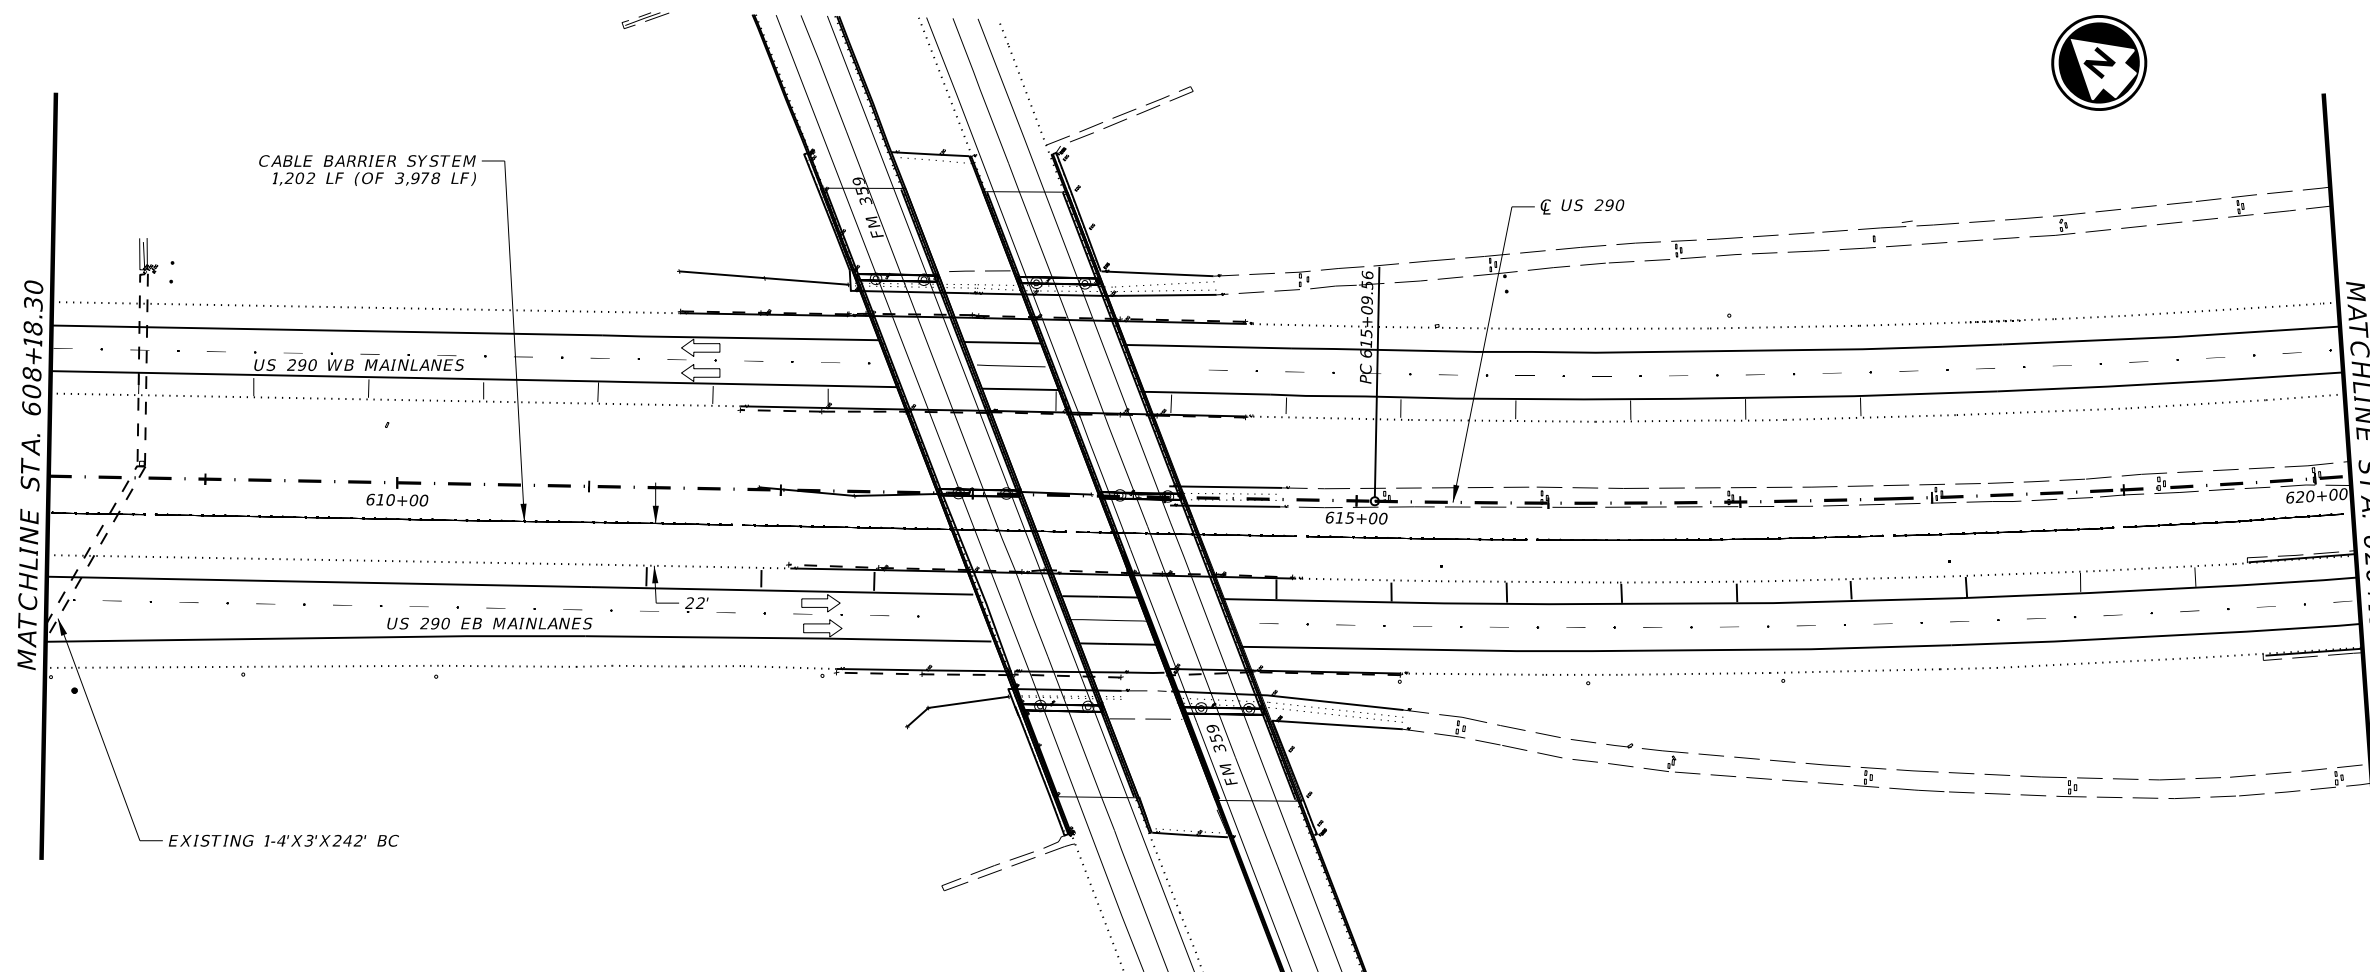 N
CABLE BARRIER SYSTEM
1,202 LF (OF 3,978 LF)
FM 359
℄ US 290
PC 615+09.56
MATCHLINE STA. 608+18.30
MATCHLINE STA.
US 290 WB MAINLANES
610+00
615+00
620+00
22'
US 290 EB MAINLANES
FM 359
EXISTING 1-4'X3'X242' BC